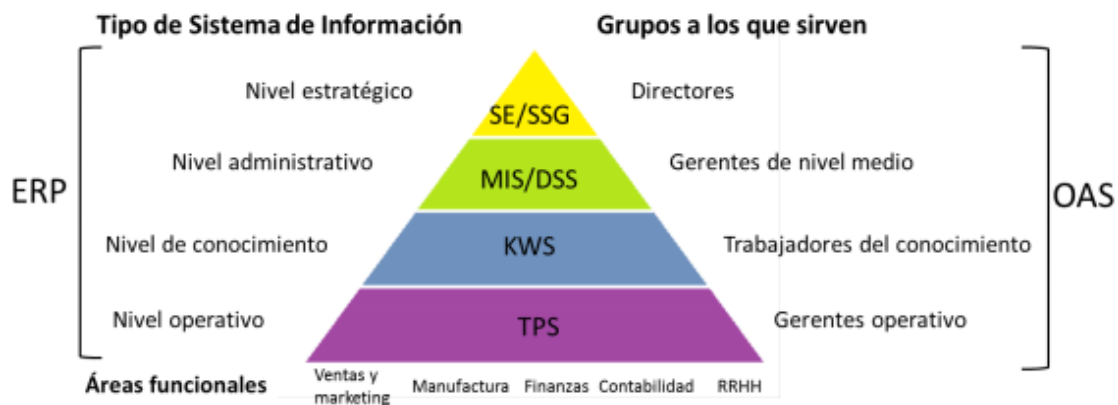 Tipo de Sistema de Información
Grupos a los que sirven
Nivel estratégico
SE/SSG
Directores
Nivel administrativo
MIS/DSS
Gerentes de nivel medio
ERP
OAS
Nivel de conocimiento
KWS
Trabajadores del conocimiento
Nivel operativo
TPS
Gerentes operativo
Áreas funcionales
Ventas y
marketing
Manufactura
Finanzas
Contabilidad
RRHH